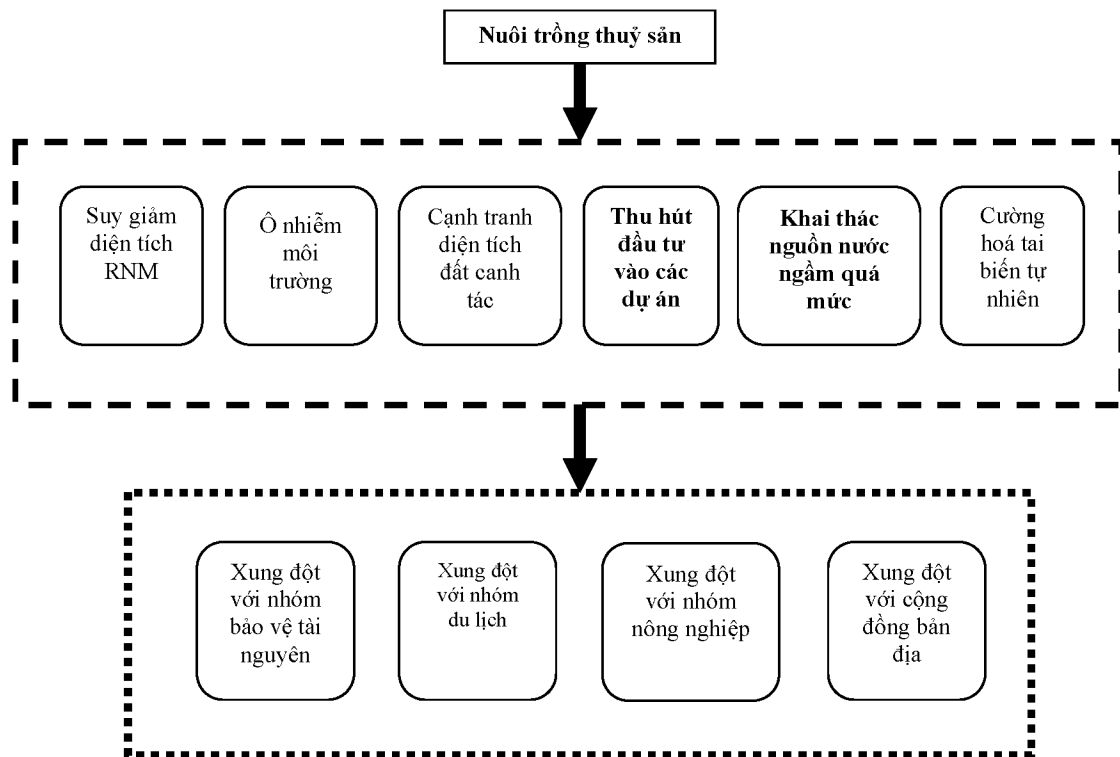 Nuôi trồng thuỷ sản
Suy giảm
diện tích
RNM
Ô nhiễm
môi
trường
Cạnh tranh
diện tích
đất canh
tác
Thu hút
đầu tư
vào các
dự án
Khai thác
nguồn nước
ngầm quá
mức
Cường
hoá tai
biến tự
nhiên
Xung đột
với nhóm
bảo vệ tài
nguyên
Xung đột
với nhóm
du lịch
Xung đột
với nhóm
nông nghiệp
Xung đột
với cộng
đồng bản
địa